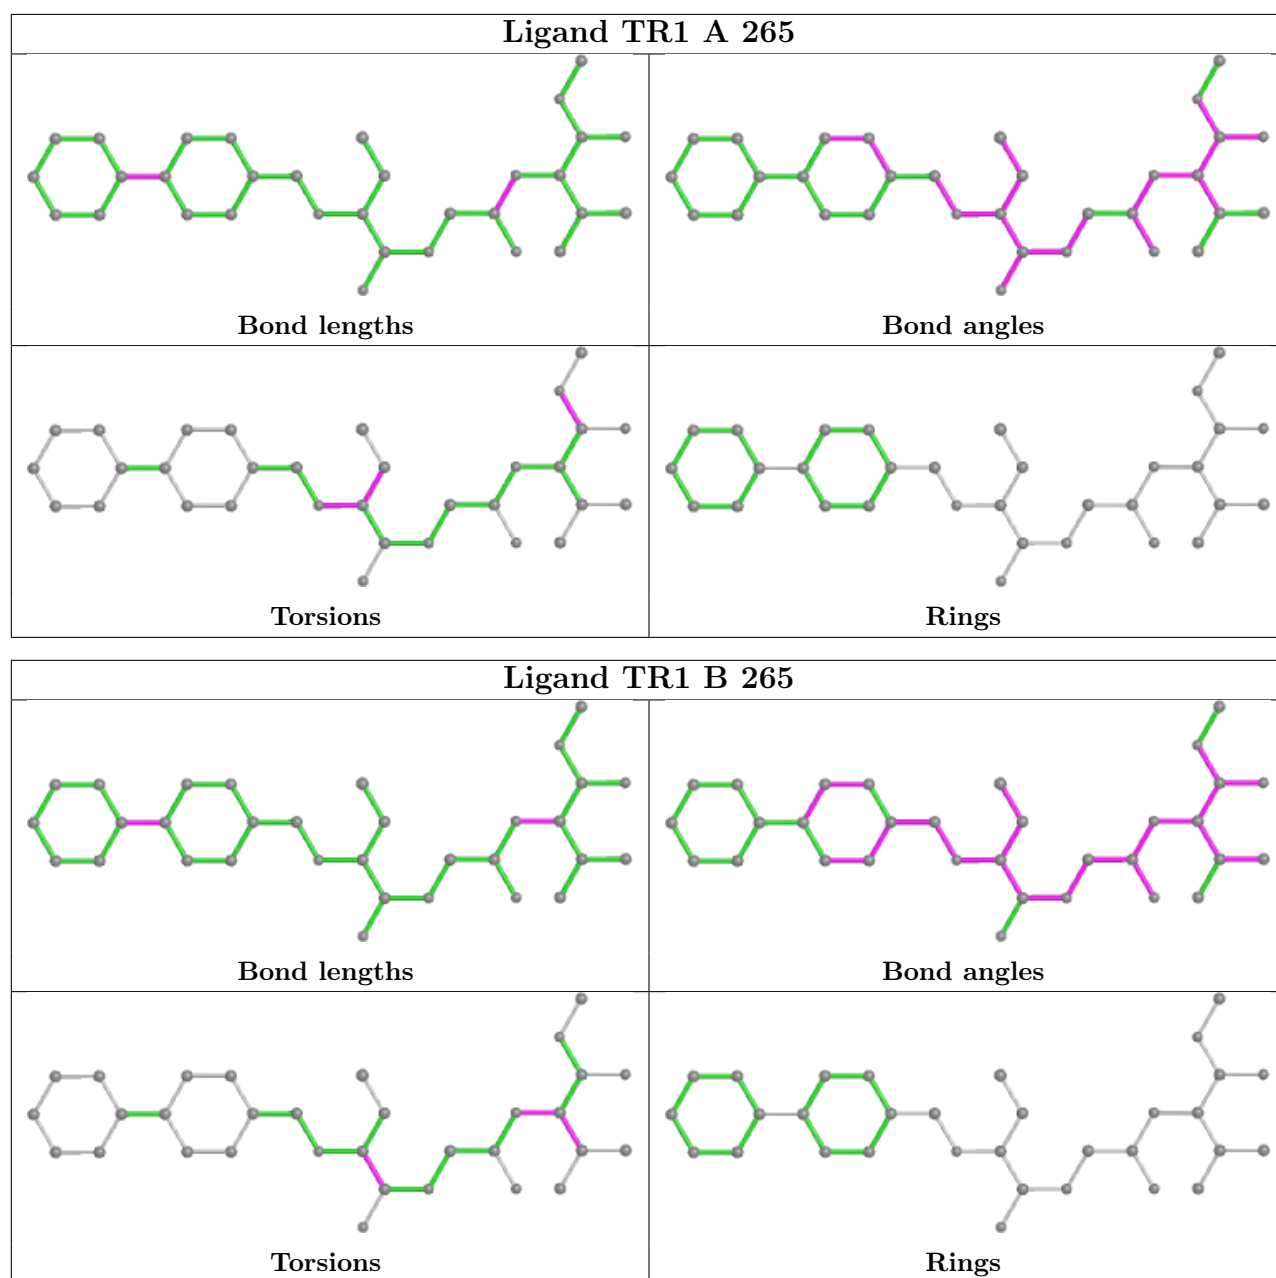 Ligand TR1 A 265
Bond lengths
Bond angles
Torsions
Rings
Ligand TR1 B 265
Bond lengths
Bond angles
Torsions
Rings